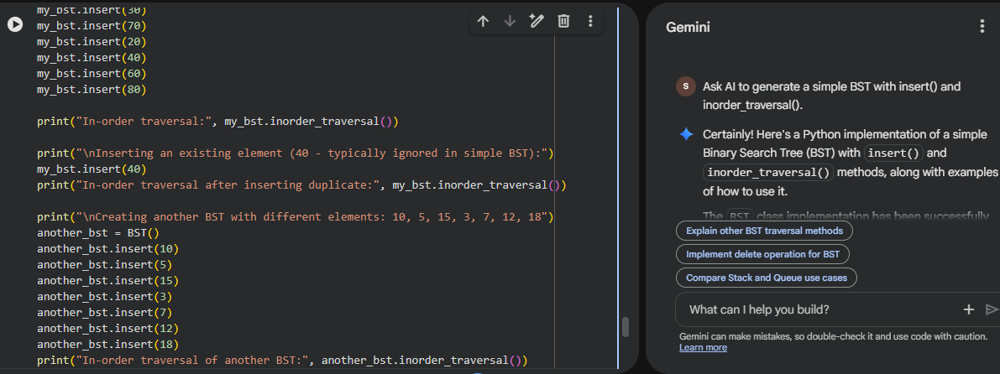 my_bst.insert(30)
my_bst.insert(70)
my_bst.insert(20)
my_bst.insert(40)
my_bst.insert(60)
my_bst.insert(80)
print("In-order traversal:", my_bst.inorder_traversal())
print("\nInserting an existing element (40 - typically ignored in simple BST):")
my_bst.insert(40)
print("In-order traversal after inserting duplicate:", my_bst.inorder_traversal())
print("\nCreating another BST with different elements: 10, 5, 15, 3, 7, 12, 18")
another_bst = BST()
another_bst.insert(10)
another_bst.insert(5)
another_bst.insert(15)
another_bst.insert(3)
another_bst.insert(7)
another_bst.insert(12)
another_bst.insert(18)
print("In-order traversal of another BST:", another_bst.inorder_traversal())
Gemini
S
Ask AI to generate a simple BST with insert() and
inorder_traversal().
Certainly! Here's a Python implementation of a simple
Binary Search Tree (BST) with insert() and
inorder_traversal() methods, along with examples
of how to use it.
The BST class implementation has been successfully
Explain other BST traversal methods
Implement delete operation for BST
Compare Stack and Queue use cases
What can I help you build?
Gemini can make mistakes, so double-check it and use code with caution.
Learn more